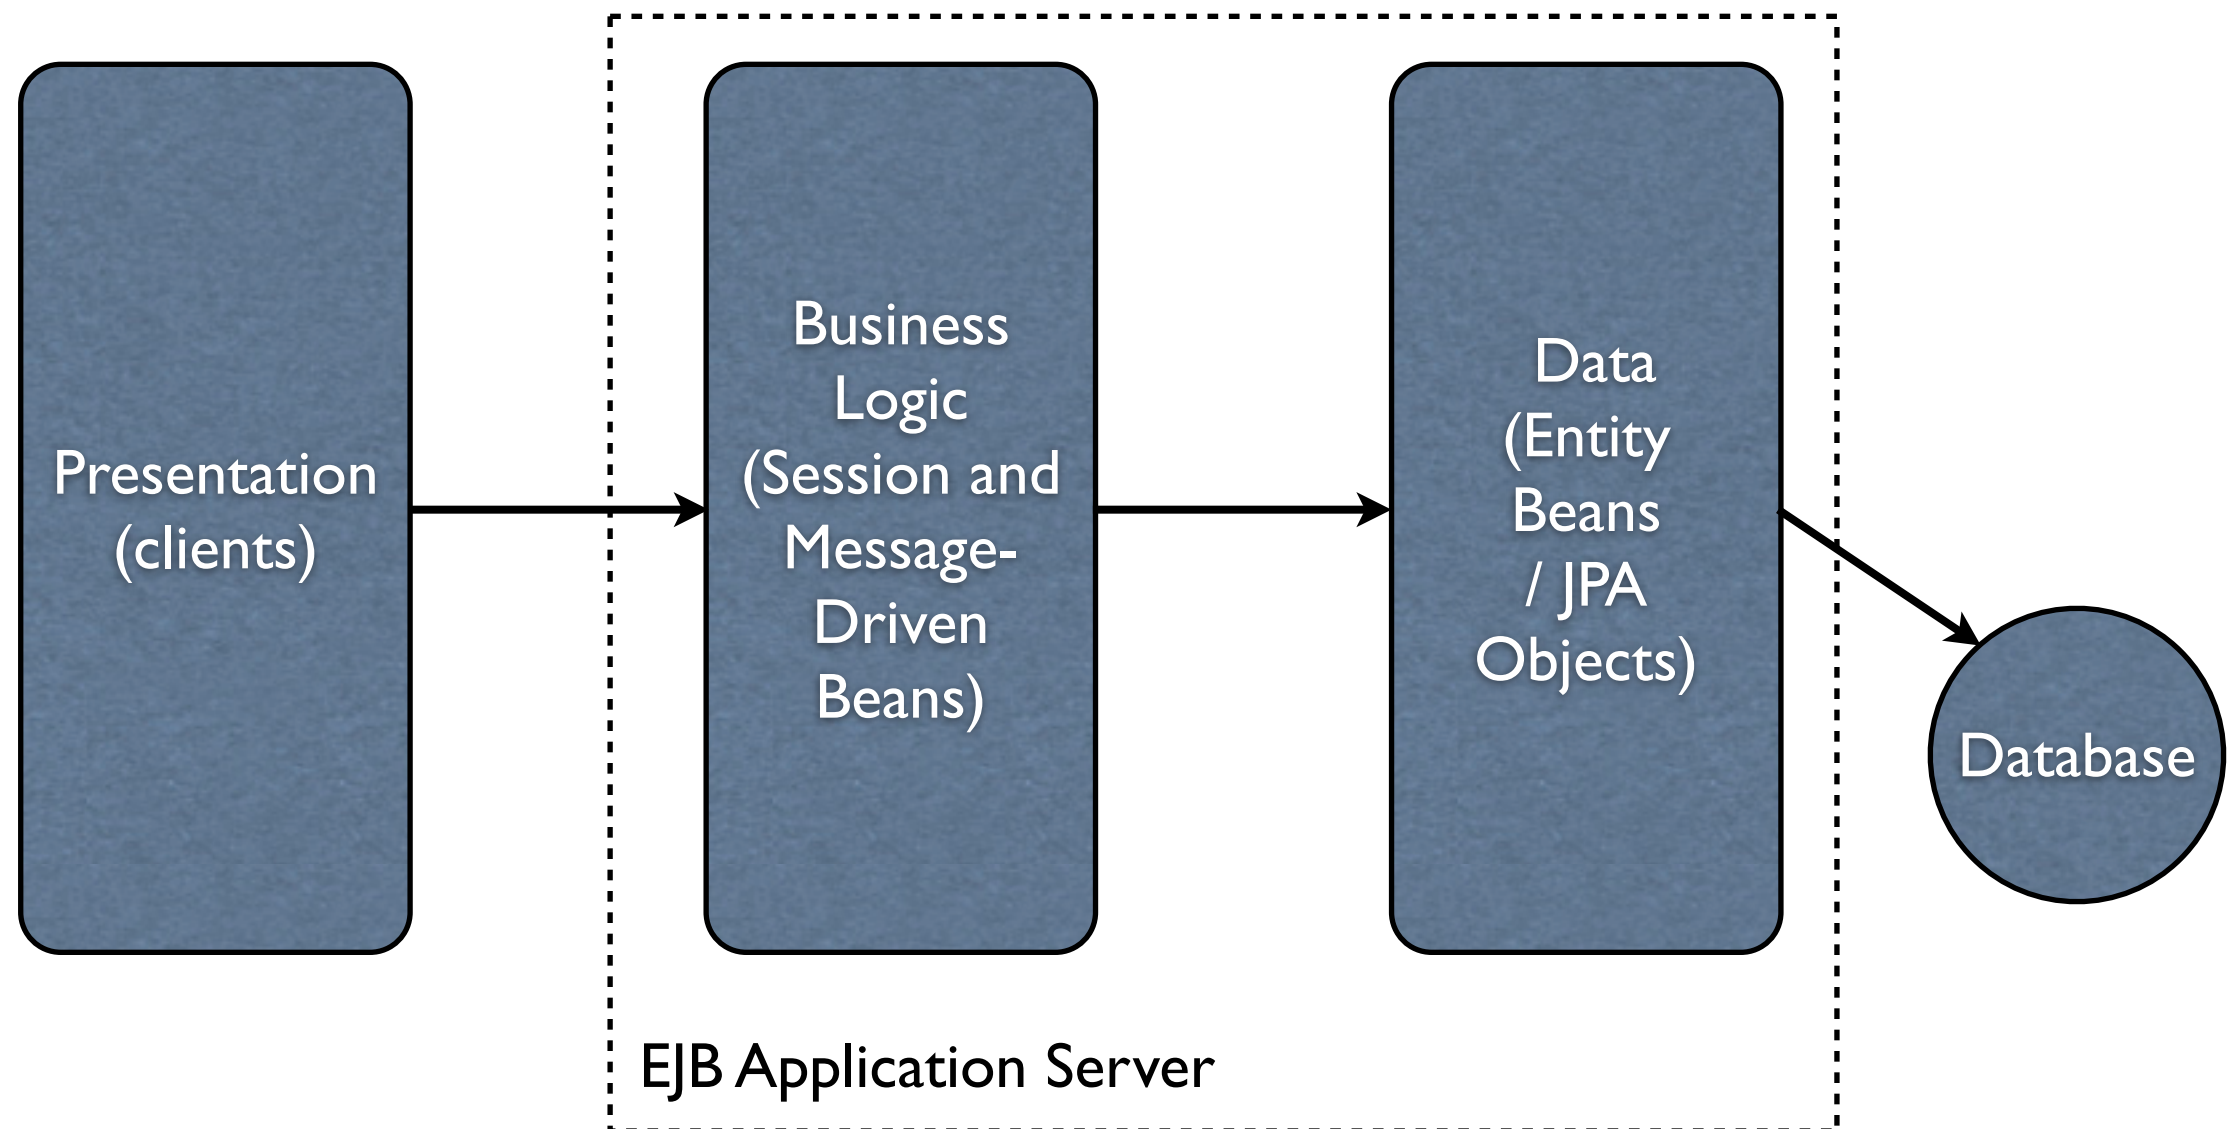 Presentation
(clients)
Business
Logic
(Session and
Message-
Driven
Beans)
Data
(Entity
Beans
/ JPA
Objects)
Database
EJB Application Server